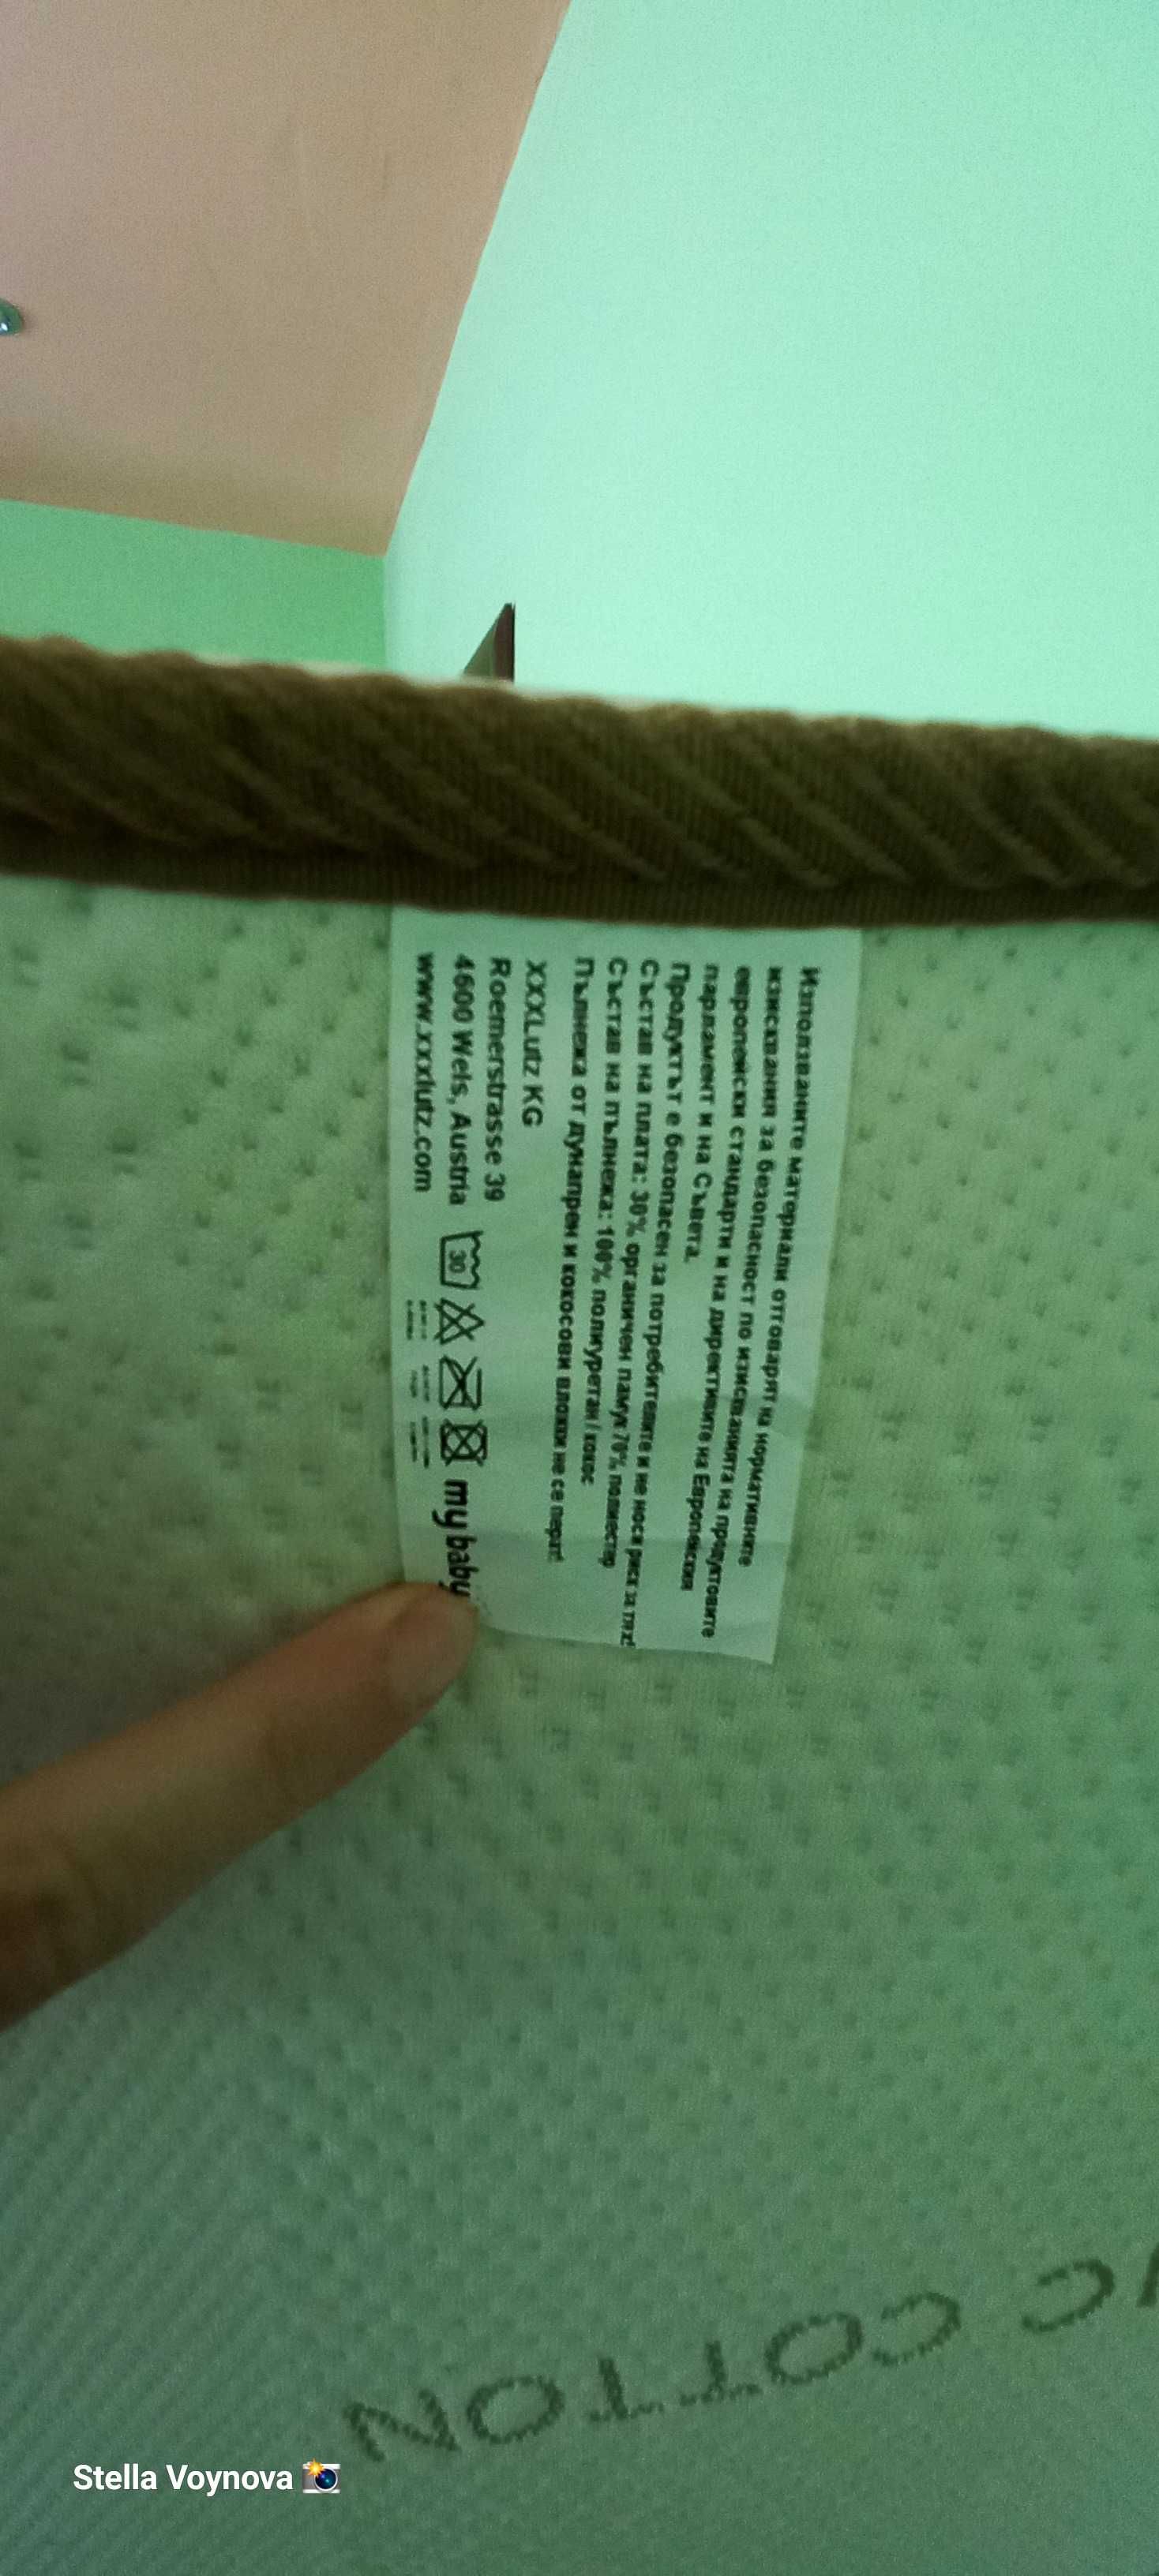 Използваните материали отговарят на нормативните
изисквания за безопасност по изискванията на продуктовите
европейски стандарти и на директивите на Европейския
парламент и на Съвета.
Продуктът е безопасен за потребителите и не носи риск за тях!
Състав на плата: 30% органичен памук 70% полиестер
Състав на пълнежа: 100% полиуретан/кокос
Пълнежа от дунапрен и кокосови вложки не се перат!
XXXLutz KG
Roemerstrasse 39
4600 Wels, Austria
www.xxxlutz.com
30
my baby
C COTTON
Stella Voynova